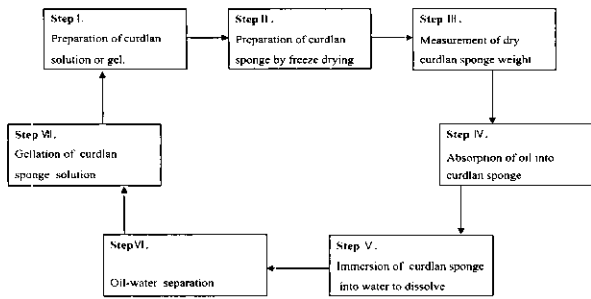 Step I.
Preparation of curdlan
solution or gel.
Step II.
Preparation of curdlan
sponge by freeze drying
Step III.
Measurement of dry
curdlan sponge weight
Step IV.
Absorption of oil into
curdlan sponge
Step V.
Immersion of curdlan sponge
into water to dissolve
StepVI.
Oil-water separation
Step VII.
Gellation of curdlan
sponge solution